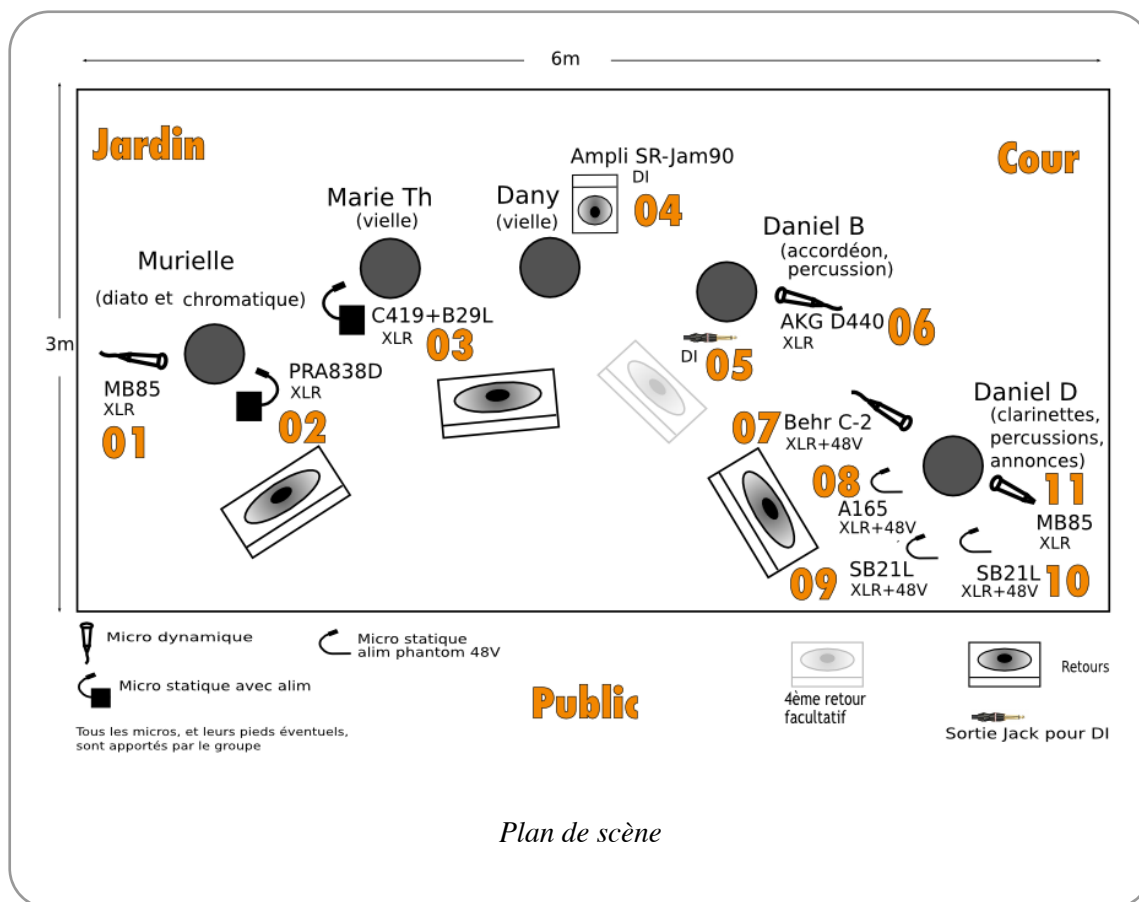 6m
3m
Jardin
Cour
Ampli SR-Jam90
DI
04
Marie Th
(vielle)
Dany
(vielle)
Daniel B
(accordéon,
percussion)
Murielle
(diato et chromatique)
C419+B29L
XLR
03
AKG D440
XLR
06
DI
05
MB85
XLR
01
PRA838D
XLR
02
Daniel D
(clarinettes,
percussions,
annonces)
07
Behr C-2
XLR+48V
08
A165
XLR+48V
11
MB85
XLR
09
SB21L
XLR+48V
SB21L
XLR+48V
10
Micro dynamique
Micro statique
alim phantom 48V
Micro statique avec alim
Tous les micros, et leurs pieds éventuels,
sont apportés par le groupe
Public
4ème retour
facultatif
Retours
Sortie Jack pour DI
Plan de scène